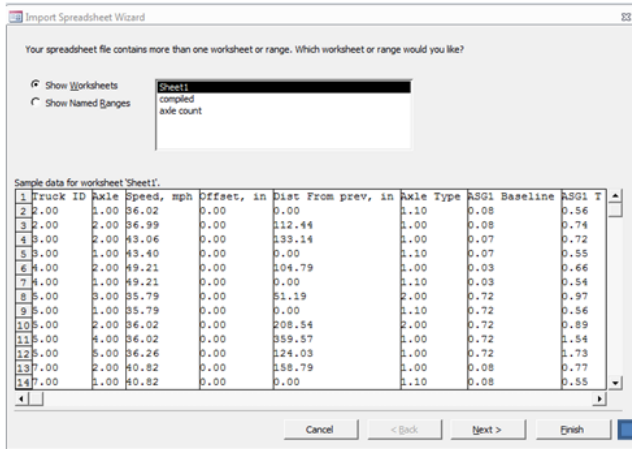 Import Spreadsheet Wizard
Your spreadsheet file contains more than one worksheet or range. Which worksheet or range would you like?
Show Worksheets
Show Named Ranges
Sheet1
compiled
axle count
Sample data for worksheet 'Sheet1'.
1 Truck ID Axle Speed, mph Offset, in Dist From prev, in Axle Type ASG1 Baseline ASG1 T
2 2.00 1.00 36.02 0.00 0.00 1.10 0.08 0.56
3 2.00 2.00 36.99 0.00 112.44 1.00 0.08 0.74
4 3.00 2.00 43.06 0.00 133.14 1.00 0.07 0.72
5 3.00 1.00 43.40 0.00 0.00 1.10 0.07 0.55
6 4.00 2.00 49.21 0.00 104.79 1.00 0.03 0.66
7 4.00 1.00 49.21 0.00 0.00 1.10 0.03 0.54
8 5.00 3.00 35.79 0.00 51.19 2.00 0.72 0.97
9 5.00 1.00 35.79 0.00 0.00 1.10 0.72 0.56
10 5.00 2.00 36.02 0.00 208.54 2.00 0.72 0.89
11 5.00 4.00 36.02 0.00 359.57 1.00 0.72 1.54
12 5.00 5.00 36.26 0.00 124.03 1.00 0.72 1.73
13 7.00 2.00 40.82 0.00 158.79 1.00 0.08 0.77
14 7.00 1.00 40.82 0.00 0.00 1.10 0.08 0.55
Cancel < Back Next > Finish